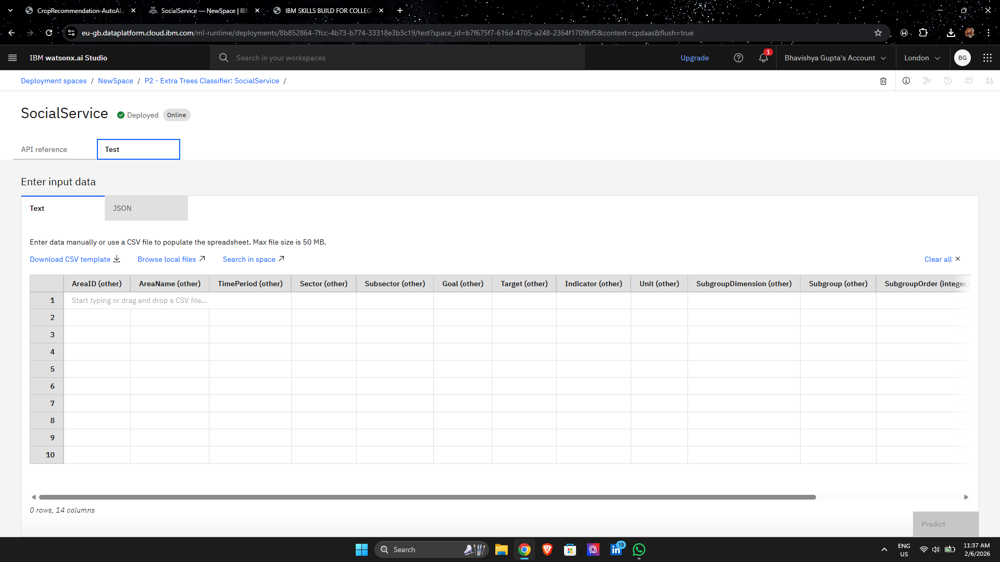 CropRecommendation-AutoAI.
SocialService — NewSpace | IBM
IBM SKILLS BUILD FOR COLLEG
eu-gb.dataplatform.cloud.ibm.com/ml-runtime/deployments/8b852864-7fcc-4b73-b774-33318e3b3c19/test?space_id=b7f675f7-616d-4705-a248-2364f1709bf5&context=cpdaas&flush=true
IBM watsonx.ai Studio
Search in your workspaces
Upgrade
1
Bhavishya Gupta's Account
London
BG
Deployment spaces / NewSpace / P2 - Extra Trees Classifier: SocialService /
SocialService
Deployed
Online
API reference
Test
Enter input data
Text
JSON
Enter data manually or use a CSV file to populate the spreadsheet. Max file size is 50 MB.
Download CSV template
Browse local files
Search in space
Clear all
AreaID (other) AreaName (other) TimePeriod (other) Sector (other) Subsector (other) Goal (other) Target (other) Indicator (other) Unit (other) SubgroupDimension (other) Subgroup (other) SubgroupOrder (integer)
1 Start typing or drag and drop a CSV file...
2
3
4
5
6
7
8
9
10
0 rows, 14 columns
Predict
Search
19
ENG
US
11:37 AM
2/6/2026